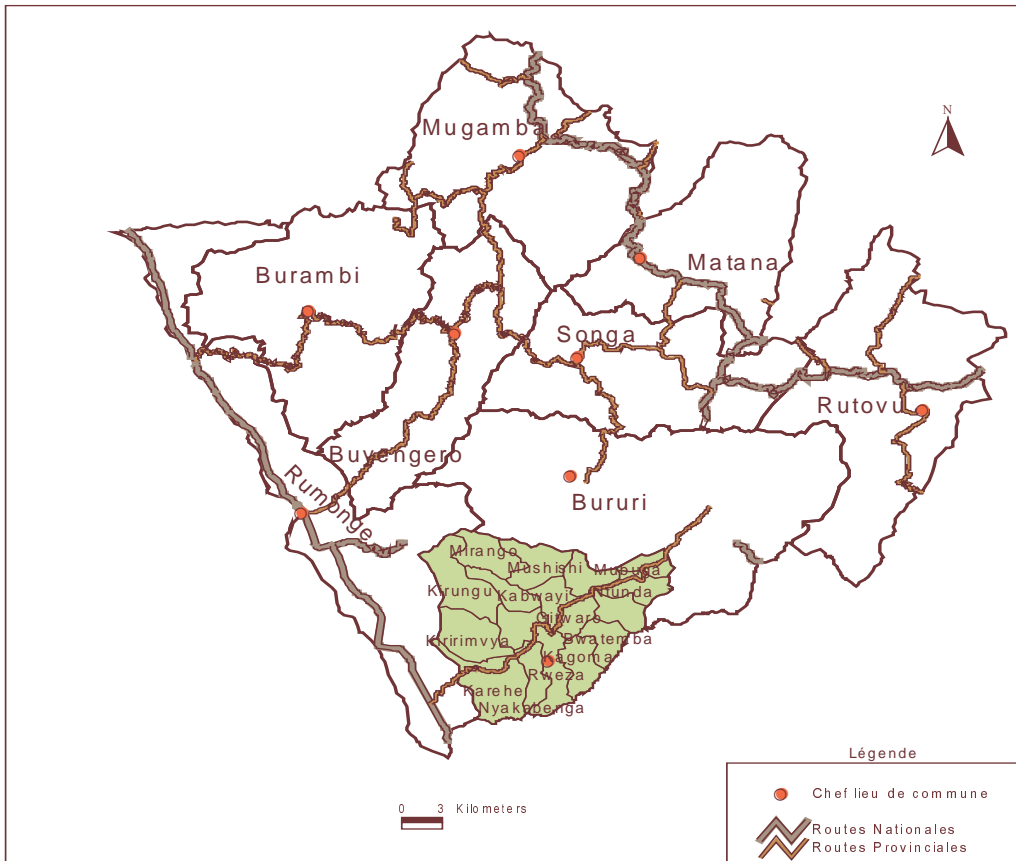 N
Mugamba
Matana
Burambi
Songa
Rutovu
Buyengero
Rumonge
Bururi
Mirango
Mushishi
Mubuga
Kirungu
Kabwayi
Ntunda
Gitwaro
Kiririmvya
Bwatemba
Kagoma
Rweza
Karehe
Nyakabenga
0 3 Kilometers
Légende
Chef lieu de commune
Routes Nationales
Routes Provinciales